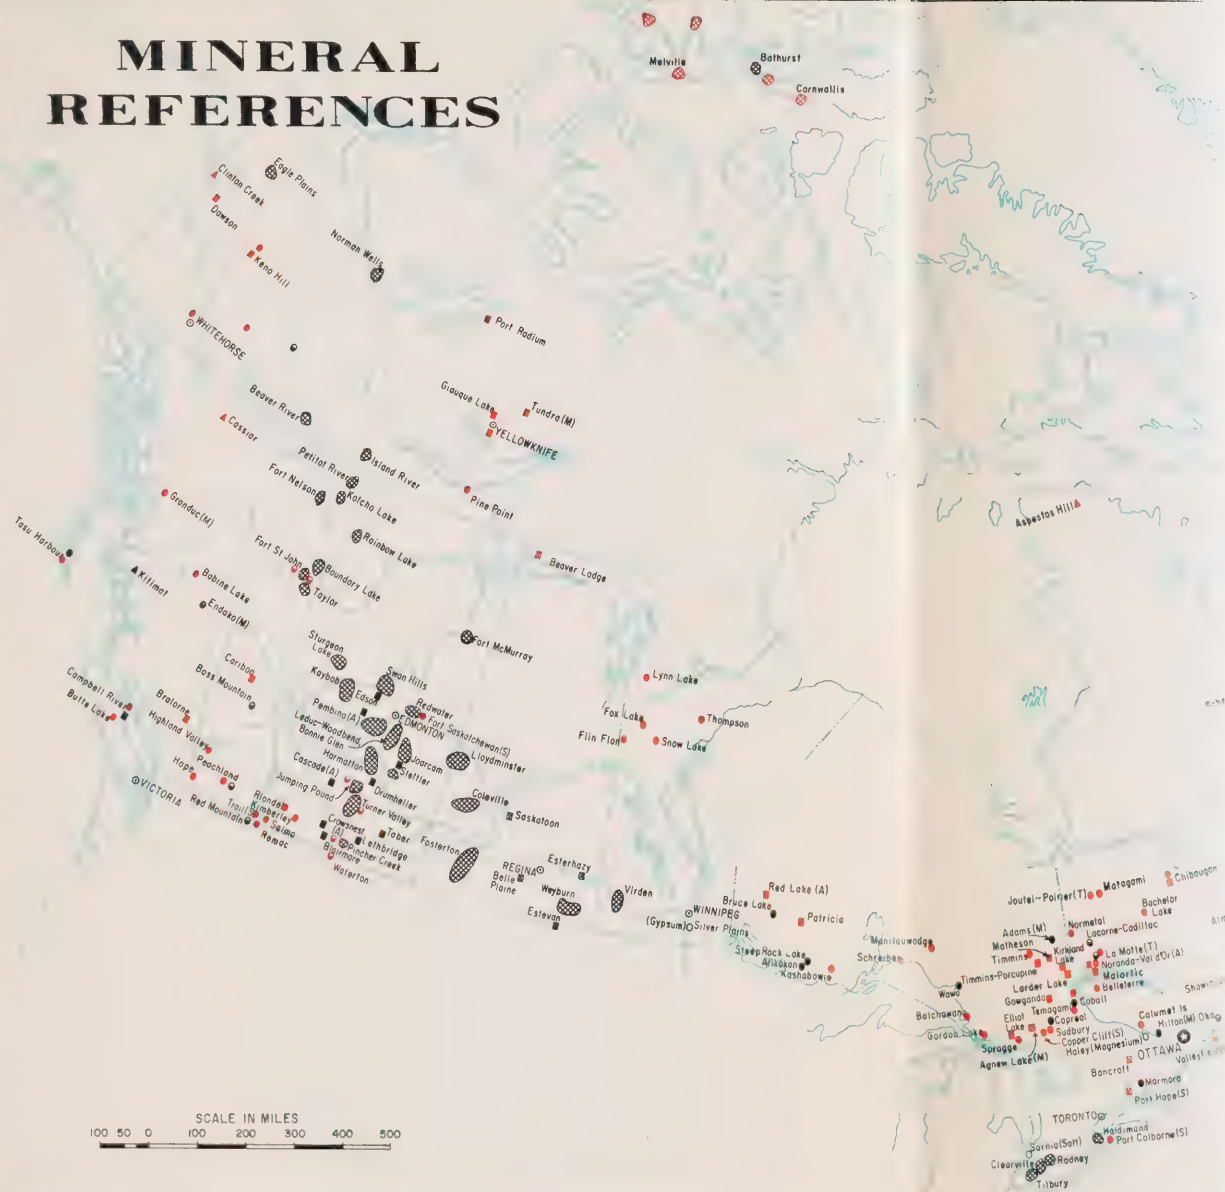 MINERAL
REFERENCES
Melville
Bathurst
Cornwallis
Clinton Creek
Eagle Plains
Dawson
Keno Hill
Norman Wells
WHITEHORSE
Port Radium
Beaver River
Giauque Lake
Tundra (M)
YELLOWKNIFE
Cassiar
Petitot River
Island River
Fort Nelson
Kotcho Lake
Pine Point
Granduc(M)
Asbestos Hill
Tasu Harbour
Rainbow Lake
Fort St John
Boundary Lake
Taylor
Beaver Lodge
Kitimat
Babine Lake
Endako(M)
Sturgeon
Lake
Fort McMurray
Cariboo
Boss Mountain
Kaybob
Swan Hills
Edson
Redwater
Lynn Lake
Campbell River
Butte Lake
Bralorne
Highland Valley
Pembina(A)
EDMONTON
Fort Saskatchewan(S)
Fox Lake
Thompson
Flin Flon
Snow Lake
Leduc-Woodbend
Bonnie Glen
Joarcam
Lloydminster
Harmattan
Stettler
Cascade(A)
Drumheller
Jumping Pound
Hope
Peachland
VICTORIA
Red Mountain
Trail(S)
Riondel
Kimberley
Salmo
Remac
Turner Valley
Coleville
Saskatoon
Crowsnest
(A)
Taber
Lethbridge
Pincher Creek
Blairmore
Waterton
Fosterton
REGINA
Belle
Plaine
Esterhazy
Weyburn
Estevan
Virden
WINNIPEG
(Gypsum) Silver Plains
Red Lake (A)
Bruce Lake
Patricia
Steep Rock Lake
Atikokan
Kashabowie
Manitouwadge
Schreiber
Joutel-Poirier(T)
Matagami
Chibougan
Bachelor
Lake
Adams(M)
Normetal
Lacorne-Cadillac
Matheson
Timmins
Kirkland
Lake
La Motte(T)
Noranda-Val d'Or(A)
Timmins-Porcupine
Malartic
Wawa
Larder Lake
Belleterre
Gowganda
Cobalt
Temagami
Batchawana
Elliot
Lake
Capreol
Sudbury
Calumet Is
Hilton(M)
Oka
Gordon Lake
Copper Cliff(S)
Spragge
Haley(Magnesium)
OTTAWA
Agnew Lake(M)
Bancroft
Marmora
Port Hope(S)
TORONTO
Haldimand
Port Colborne(S)
Sarnia(Salt)
Clearville
Rodney
Tilbury
SCALE IN MILES
100 50 0 100 200 300 400 500